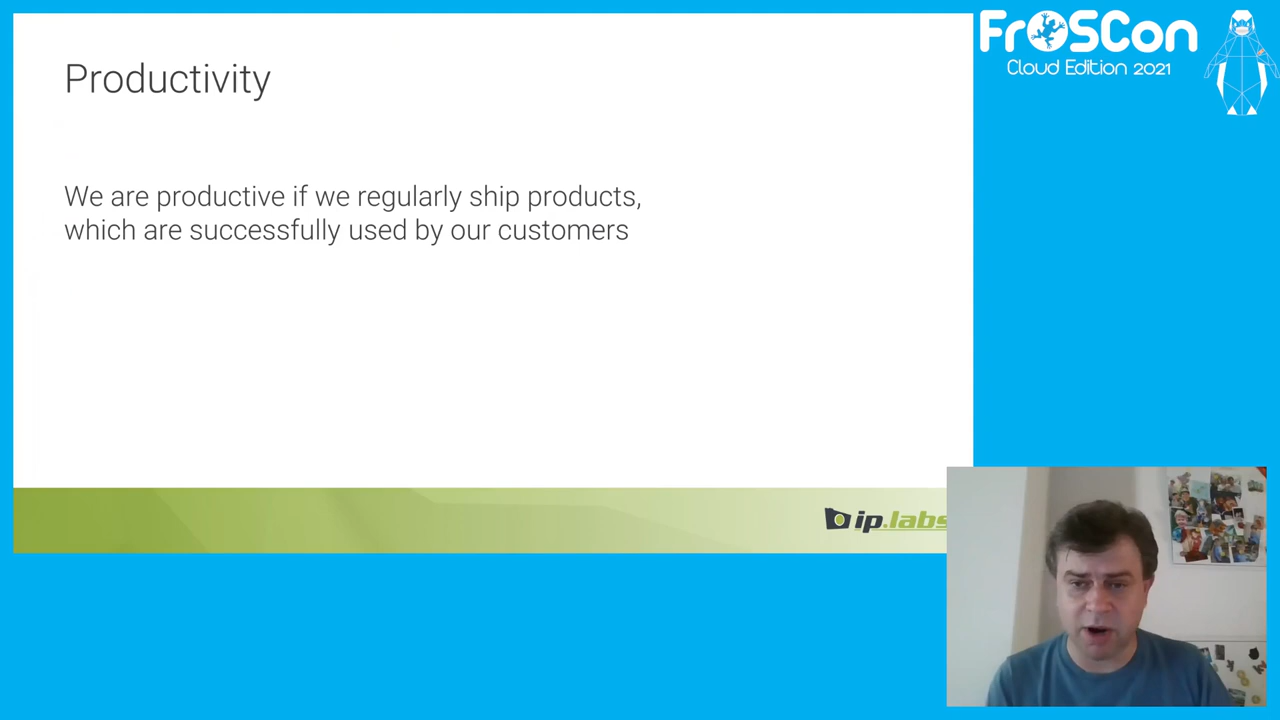 FrOSCon
Cloud Edition 2021
Productivity
We are productive if we regularly ship products,
which are successfully used by our customers
ip.labs